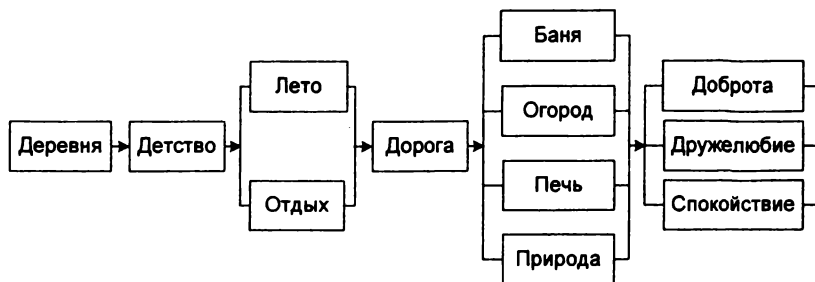 Деревня
Детство
Лето
Отдых
Дорога
Баня
Огород
Печь
Природа
Доброта
Дружелюбие
Спокойствие